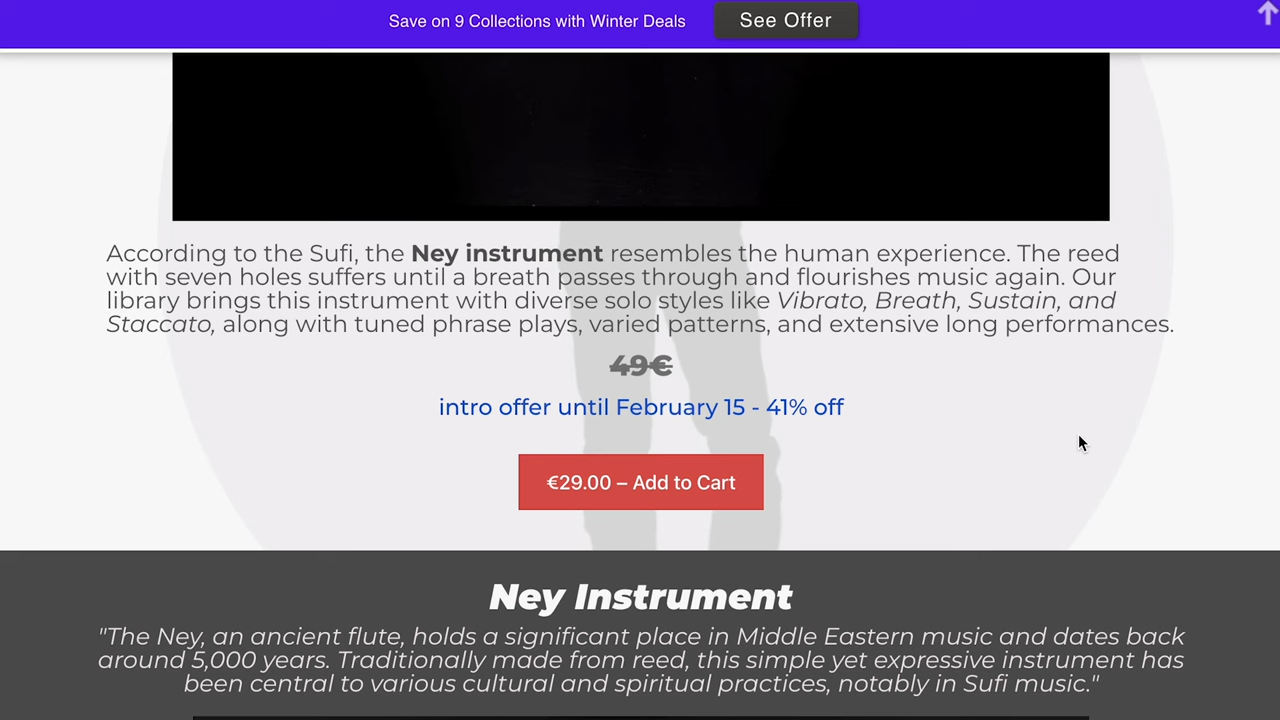 Save on 9 Collections with Winter Deals See Offer
According to the Sufi, the Ney instrument resembles the human experience. The reed
with seven holes suffers until a breath passes through and flourishes music again. Our
library brings this instrument with diverse solo styles like Vibrato, Breath, Sustain, and
Staccato, along with tuned phrase plays, varied patterns, and extensive long performances.
49€
intro offer until February 15 - 41% off
€29.00 – Add to Cart
Ney Instrument
"The Ney, an ancient flute, holds a significant place in Middle Eastern music and dates back
around 5,000 years. Traditionally made from reed, this simple yet expressive instrument has
been central to various cultural and spiritual practices, notably in Sufi music."